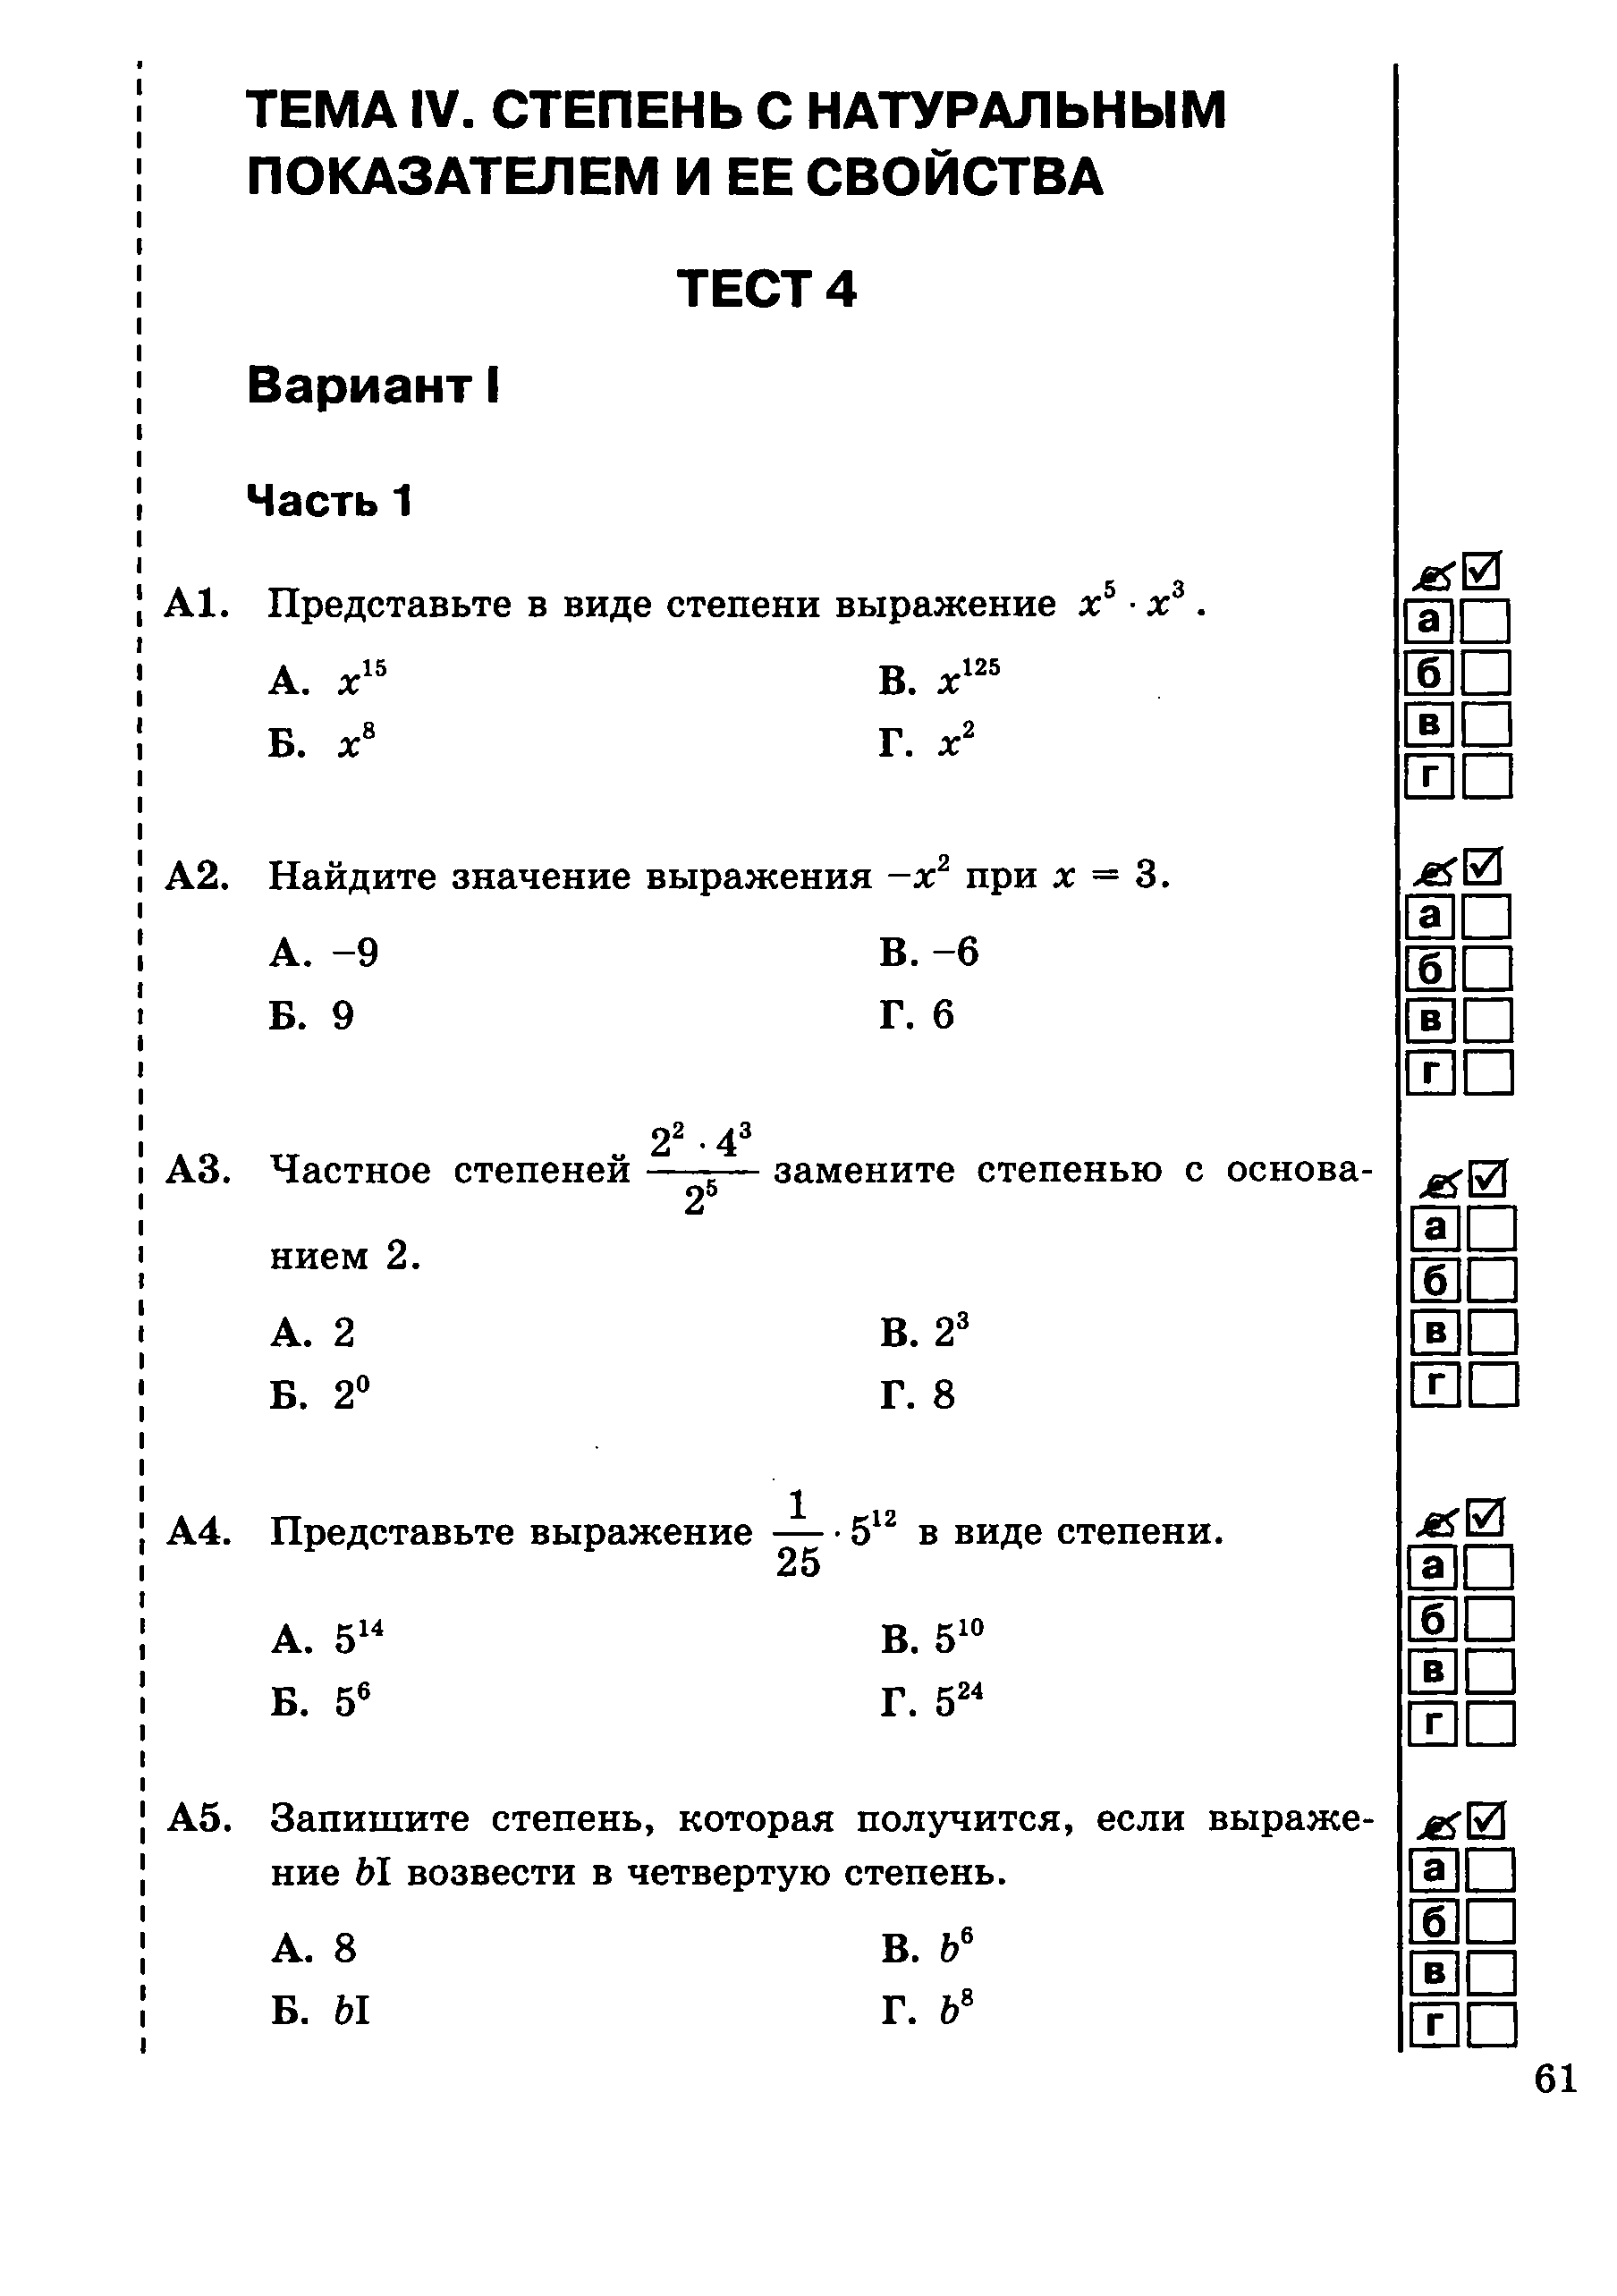 ТЕМА IV. СТЕПЕНЬ С НАТУРАЛЬНЫМ
ПОКАЗАТЕЛЕМ И ЕЕ СВОЙСТВА
ТЕСТ 4
Вариант I
Часть 1
А1. Представьте в виде степени выражение x⁵ · x³ .
А. x¹⁵ В. x¹²⁵
Б. x⁸ Г. x²
а
б
в
г
А2. Найдите значение выражения –x² при x = 3.
А. –9 В. –6
Б. 9 Г. 6
а
б
в
г
А3. Частное степеней (2² · 4³)/2⁵ замените степенью с основа-
нием 2.
А. 2 В. 2³
Б. 2⁰ Г. 8
а
б
в
г
А4. Представьте выражение 1/25 · 5¹² в виде степени.
А. 5¹⁴ В. 5¹⁰
Б. 5⁶ Г. 5²⁴
а
б
в
г
А5. Запишите степень, которая получится, если выраже-
ние bI возвести в четвертую степень.
А. 8 В. b⁶
Б. bI Г. b⁸
а
б
в
г
61